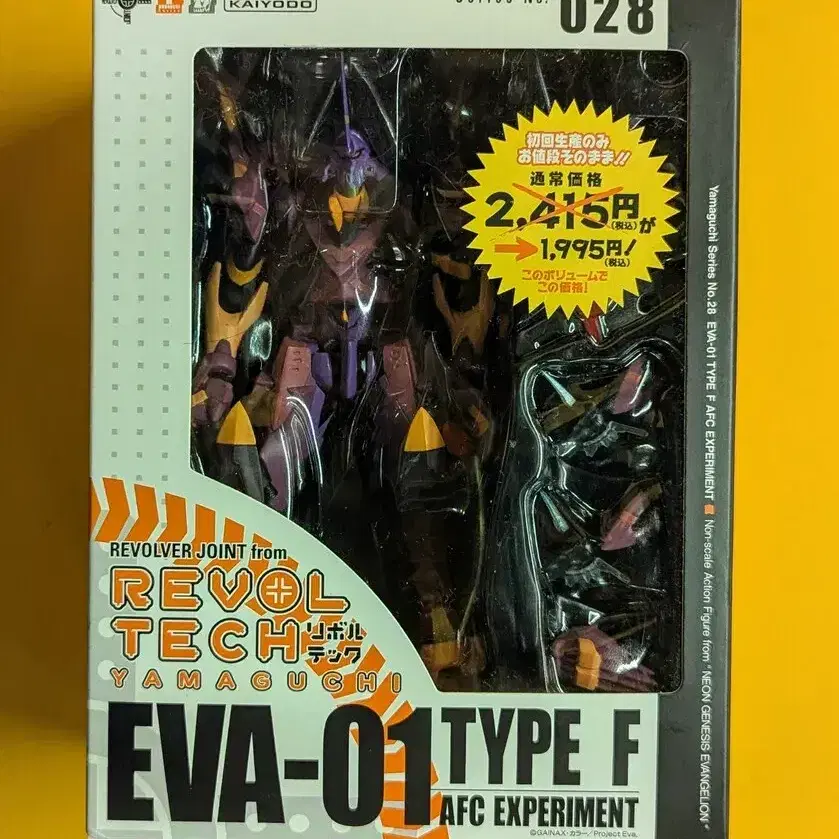 KAIYODO
Series No.
028
初回生産のみ
お値段そのまま!!
通常価格
2,415円が
(税込)
→1,995円!
(税込)
このボリュームで
この価格!
REVOLVER JOINT from
REVOL
TECH リボルテック
YAMAGUCHI
EVA-01 TYPE F
AFC EXPERIMENT
©GAINAX・カラー/Project Eva.
Yamaguchi Series No.28 EVA-01 TYPE F AFC EXPERIMENT Non-scale Action Figure from "NEON GENESIS EVANGELION"